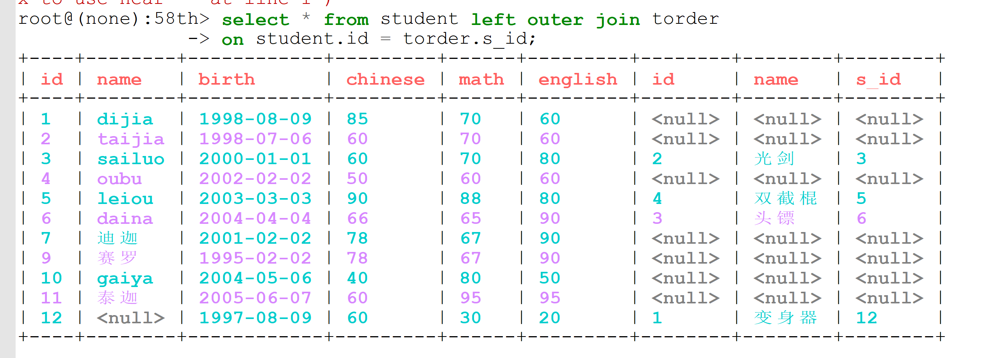 x to use near '' at line 1")
root@(none):58th> select * from student left outer join torder
-> on student.id = torder.s_id;
+----+--------+------------+---------+------+---------+--------+--------+--------+
| id | name | birth | chinese | math | english | id | name | s_id |
+----+--------+------------+---------+------+---------+--------+--------+--------+
| 1 | dijia | 1998-08-09 | 85 | 70 | 60 | <null> | <null> | <null> |
| 2 | taijia | 1998-07-06 | 60 | 70 | 60 | <null> | <null> | <null> |
| 3 | sailuo | 2000-01-01 | 60 | 70 | 80 | 2 | 光剑 | 3 |
| 4 | oubu | 2002-02-02 | 50 | 60 | 60 | <null> | <null> | <null> |
| 5 | leiou | 2003-03-03 | 90 | 88 | 80 | 4 | 双截棍 | 5 |
| 6 | daina | 2004-04-04 | 66 | 65 | 90 | 3 | 头镖 | 6 |
| 7 | 迪迦 | 2001-02-02 | 78 | 67 | 90 | <null> | <null> | <null> |
| 9 | 赛罗 | 1995-02-02 | 78 | 67 | 90 | <null> | <null> | <null> |
| 10 | gaiya | 2004-05-06 | 40 | 80 | 50 | <null> | <null> | <null> |
| 11 | 泰迦 | 2005-06-07 | 60 | 95 | 95 | <null> | <null> | <null> |
| 12 | <null> | 1997-08-09 | 60 | 30 | 20 | 1 | 变身器 | 12 |
+----+--------+------------+---------+------+---------+--------+--------+--------+